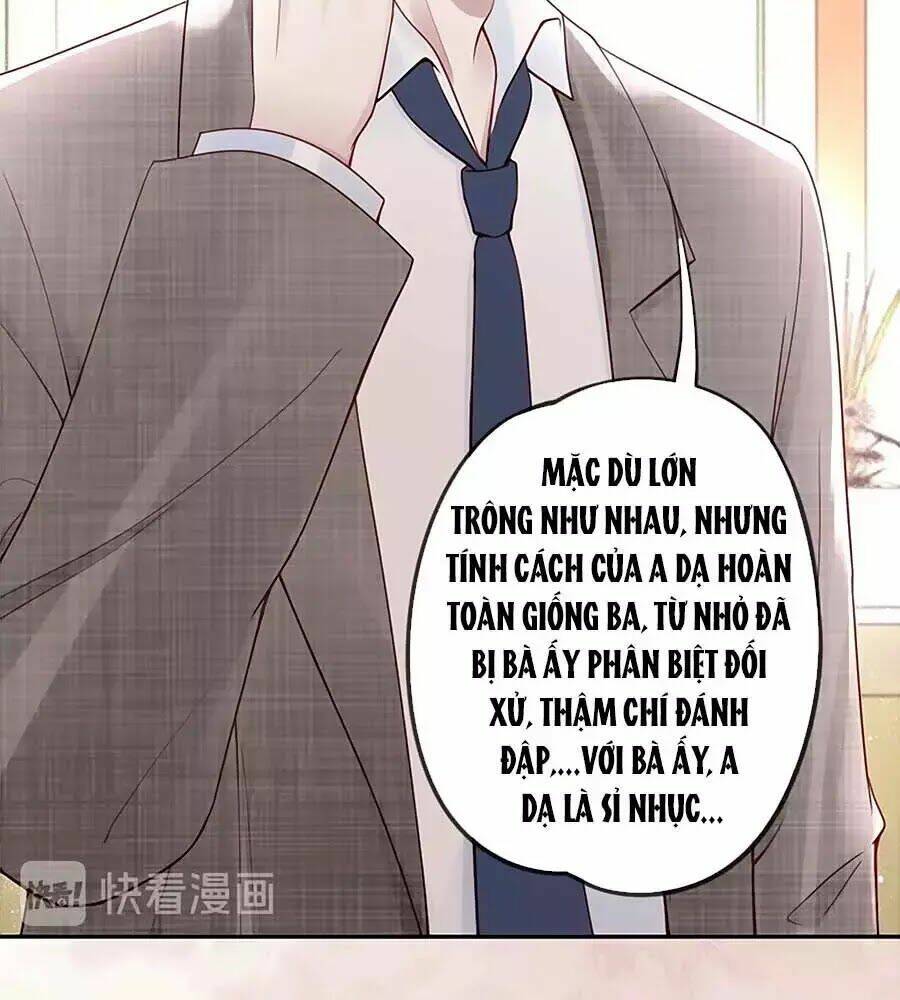 MẶC DÙ LỚN
TRÔNG NHƯ NHAU, NHƯNG
TÍNH CÁCH CỦA A DẠ HOÀN
TOÀN GIỐNG BA, TỪ NHỎ ĐÃ
BỊ BÀ ẤY PHÂN BIỆT ĐỐI
XỬ, THẬM CHÍ ĐÁNH
ĐẬP,...VỚI BÀ ẤY, A
DẠ LÀ SỈ NHỤC...
快看! 快看漫画